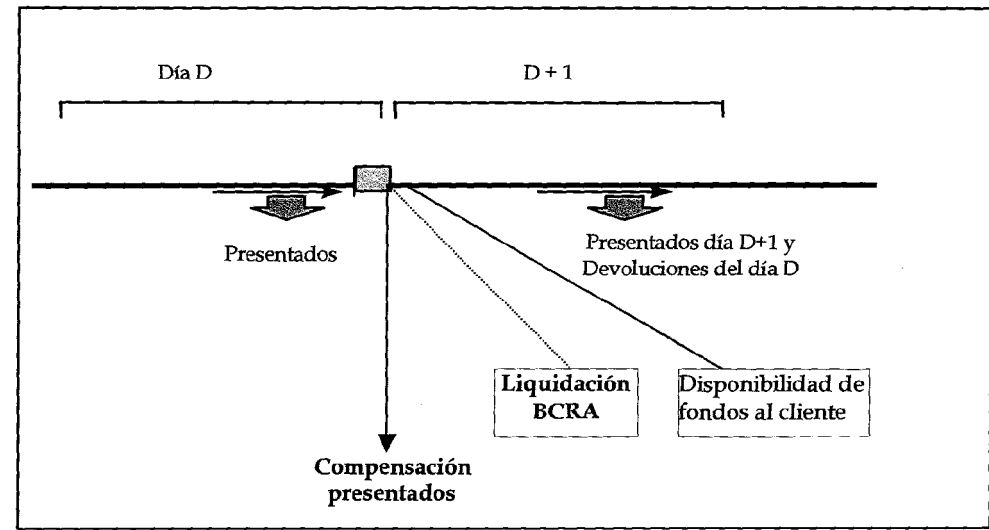 Día D
D + 1
Presentados
Presentados día D+1 y
Devoluciones del día D
Liquidación
BCRA
Disponibilidad de
fondos al cliente
Compensación
presentados